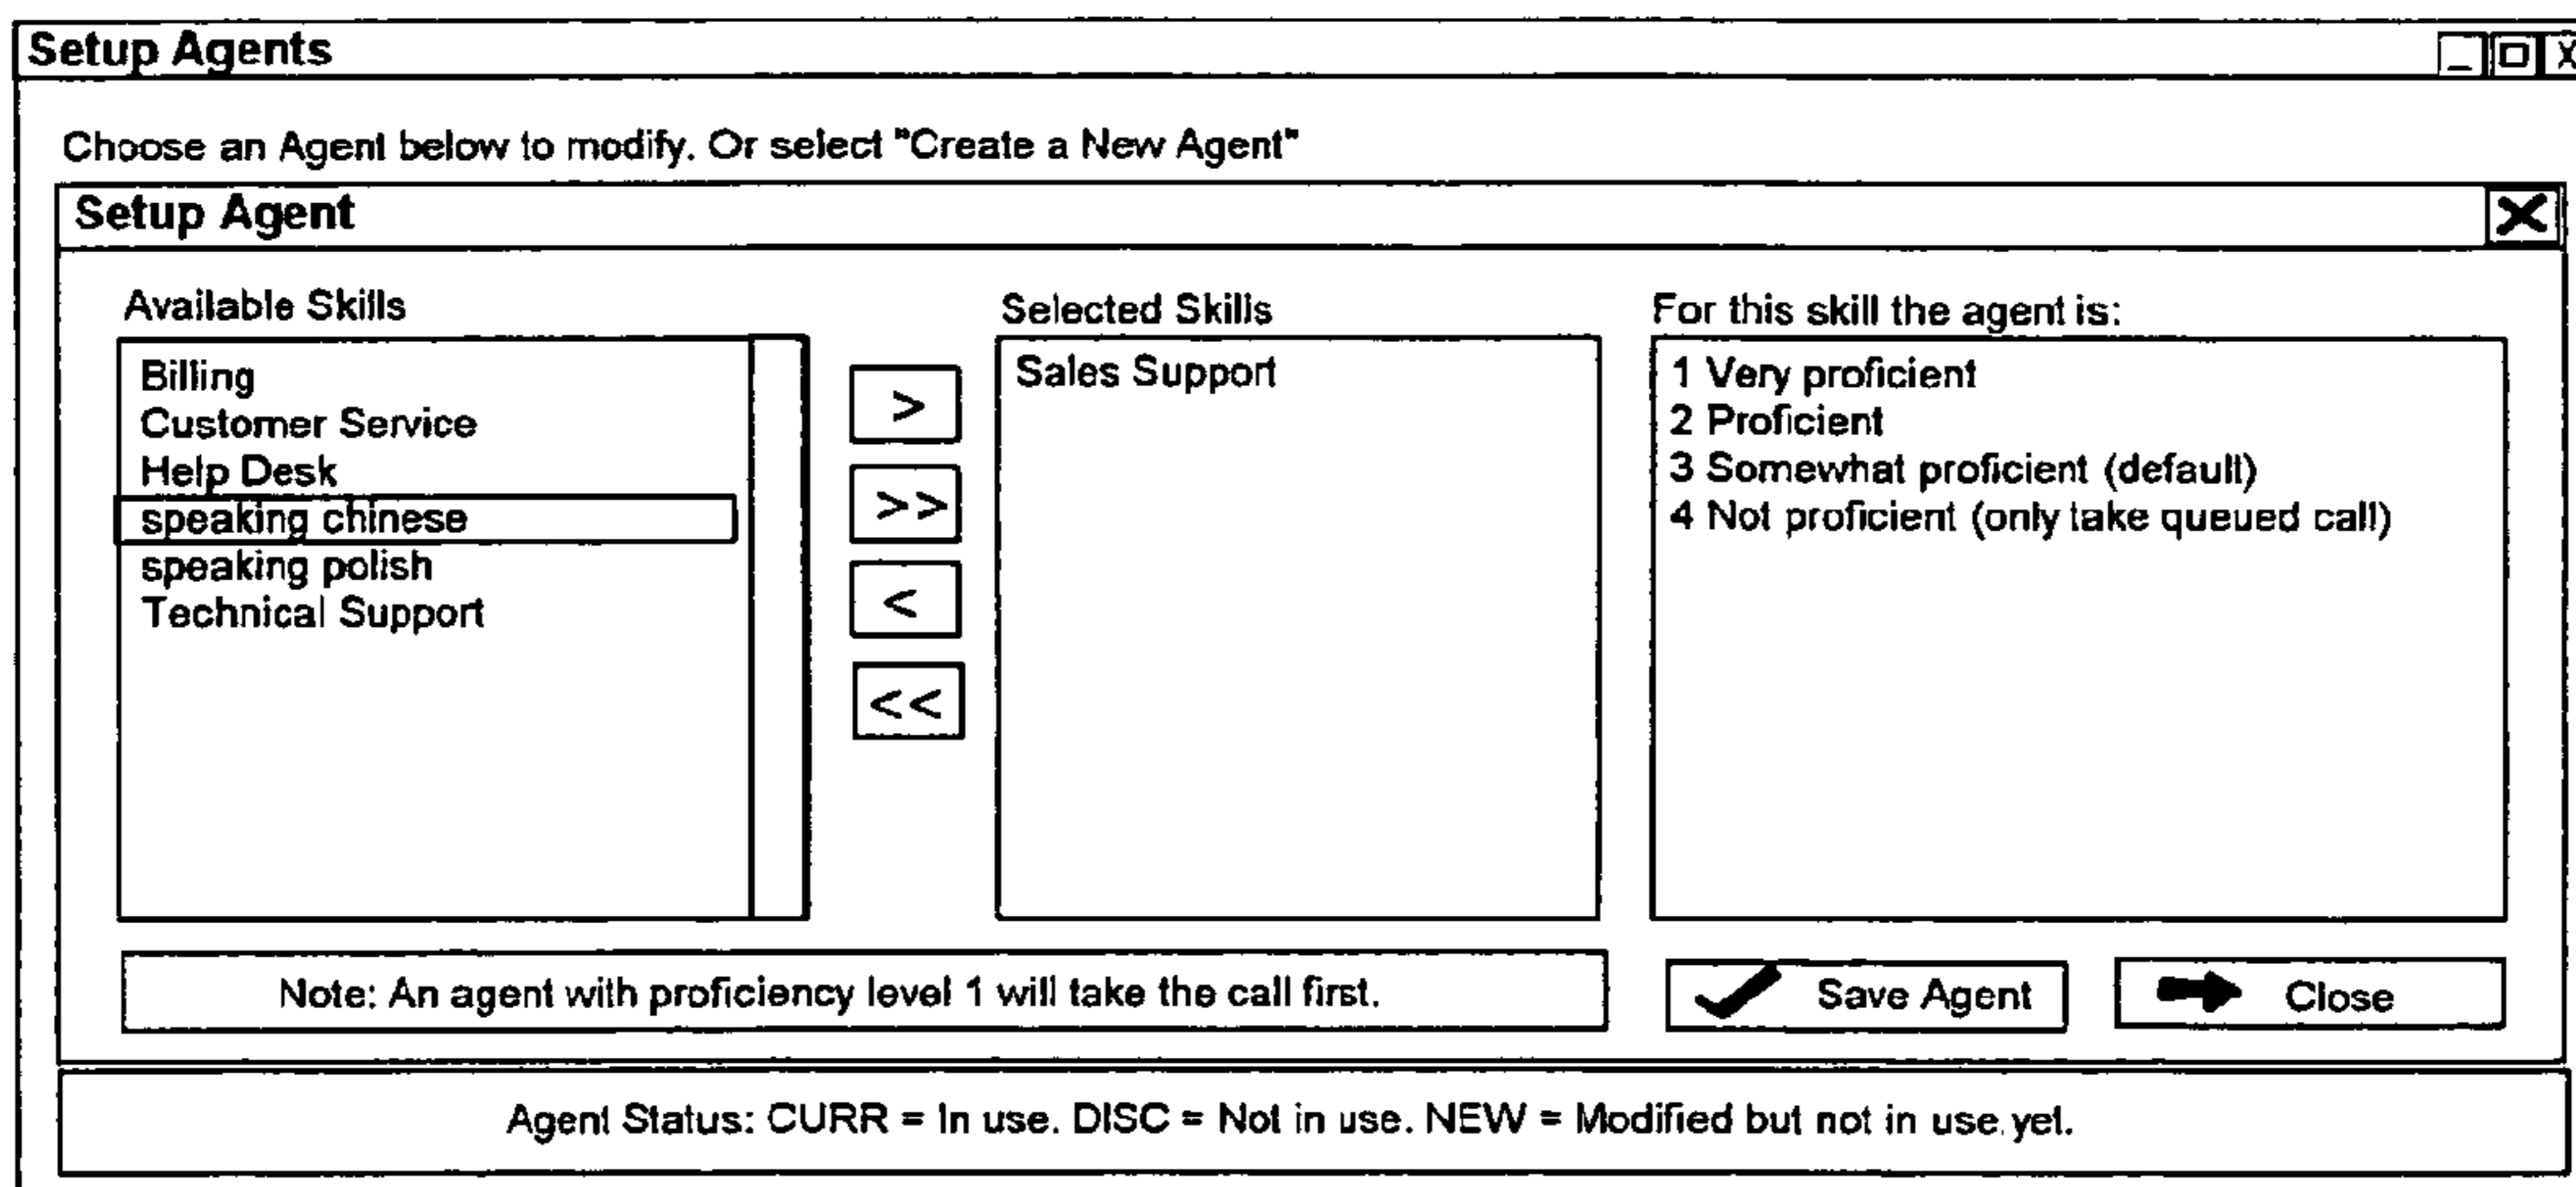 Setup Agents
_ □ X
Choose an Agent below to modify. Or select "Create a New Agent"
Setup Agent
X
Available Skills
Billing
Customer Service
Help Desk
speaking chinese
speaking polish
Technical Support
>
>>
<
<<
Selected Skills
Sales Support
For this skill the agent is:
1 Very proficient
2 Proficient
3 Somewhat proficient (default)
4 Not proficient (only take queued call)
Note: An agent with proficiency level 1 will take the call first.
Save Agent
Close
Agent Status: CURR = In use. DISC = Not in use. NEW = Modified but not in use yet.